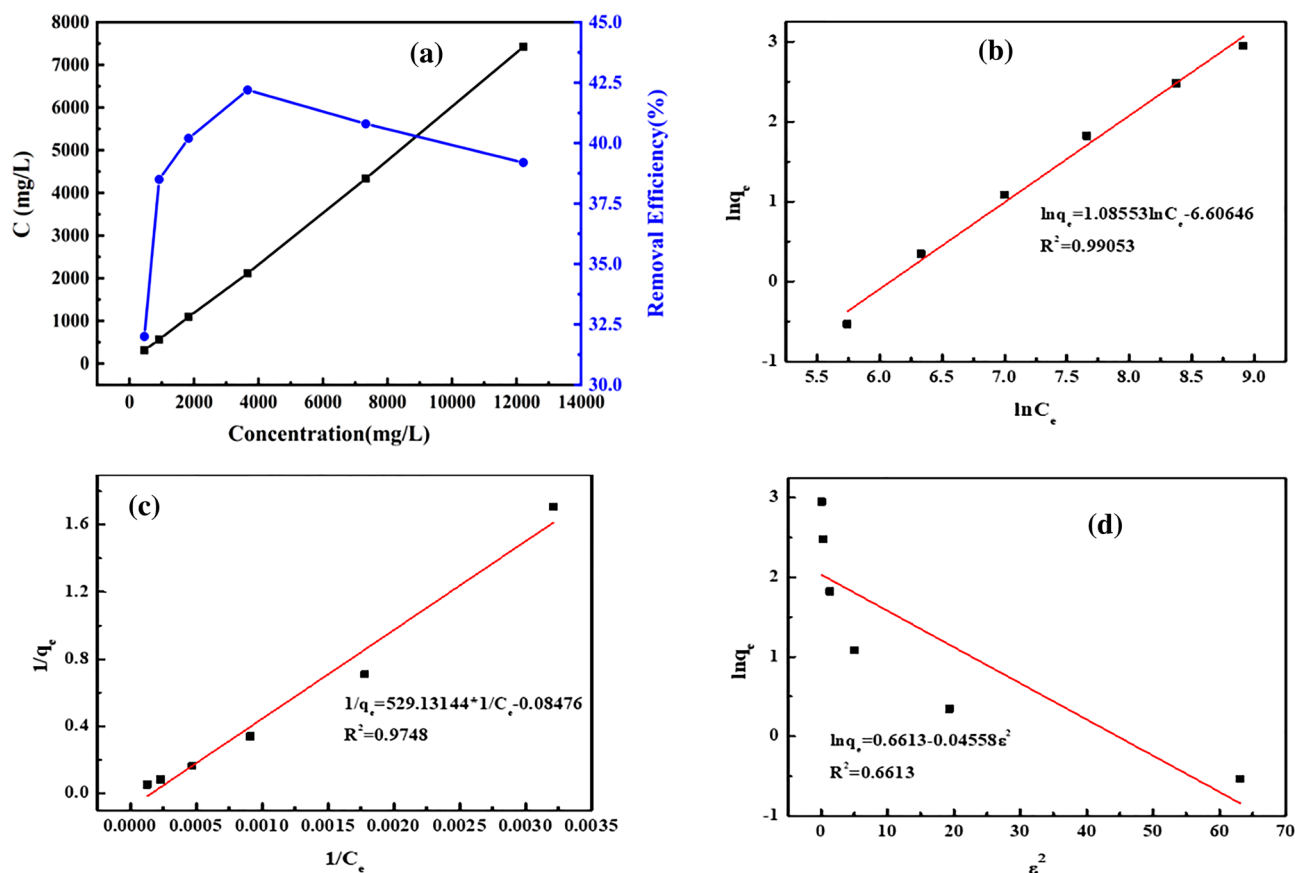 (a)
C (mg/L)
8000
7000
6000
5000
4000
3000
2000
1000
0
45.0
42.5
40.0
37.5
35.0
32.5
30.0
Removal Efficiency(%)
0 2000 4000 6000 8000 10000 12000 14000
Concentration(mg/L)
(b)
lnqₑ
3
2
1
0
-1
lnqₑ=1.08553lnCₑ-6.60646
R²=0.99053
5.5 6.0 6.5 7.0 7.5 8.0 8.5 9.0
lnCₑ
(c)
1/qₑ
1.6
1.2
0.8
0.4
0.0
1/qₑ=529.13144*1/Cₑ-0.08476
R²=0.9748
0.0000 0.0005 0.0010 0.0015 0.0020 0.0025 0.0030 0.0035
1/Cₑ
(d)
lnqₑ
3
2
1
0
-1
lnqₑ=0.6613-0.04558ε²
R²=0.6613
0 10 20 30 40 50 60 70
ε²